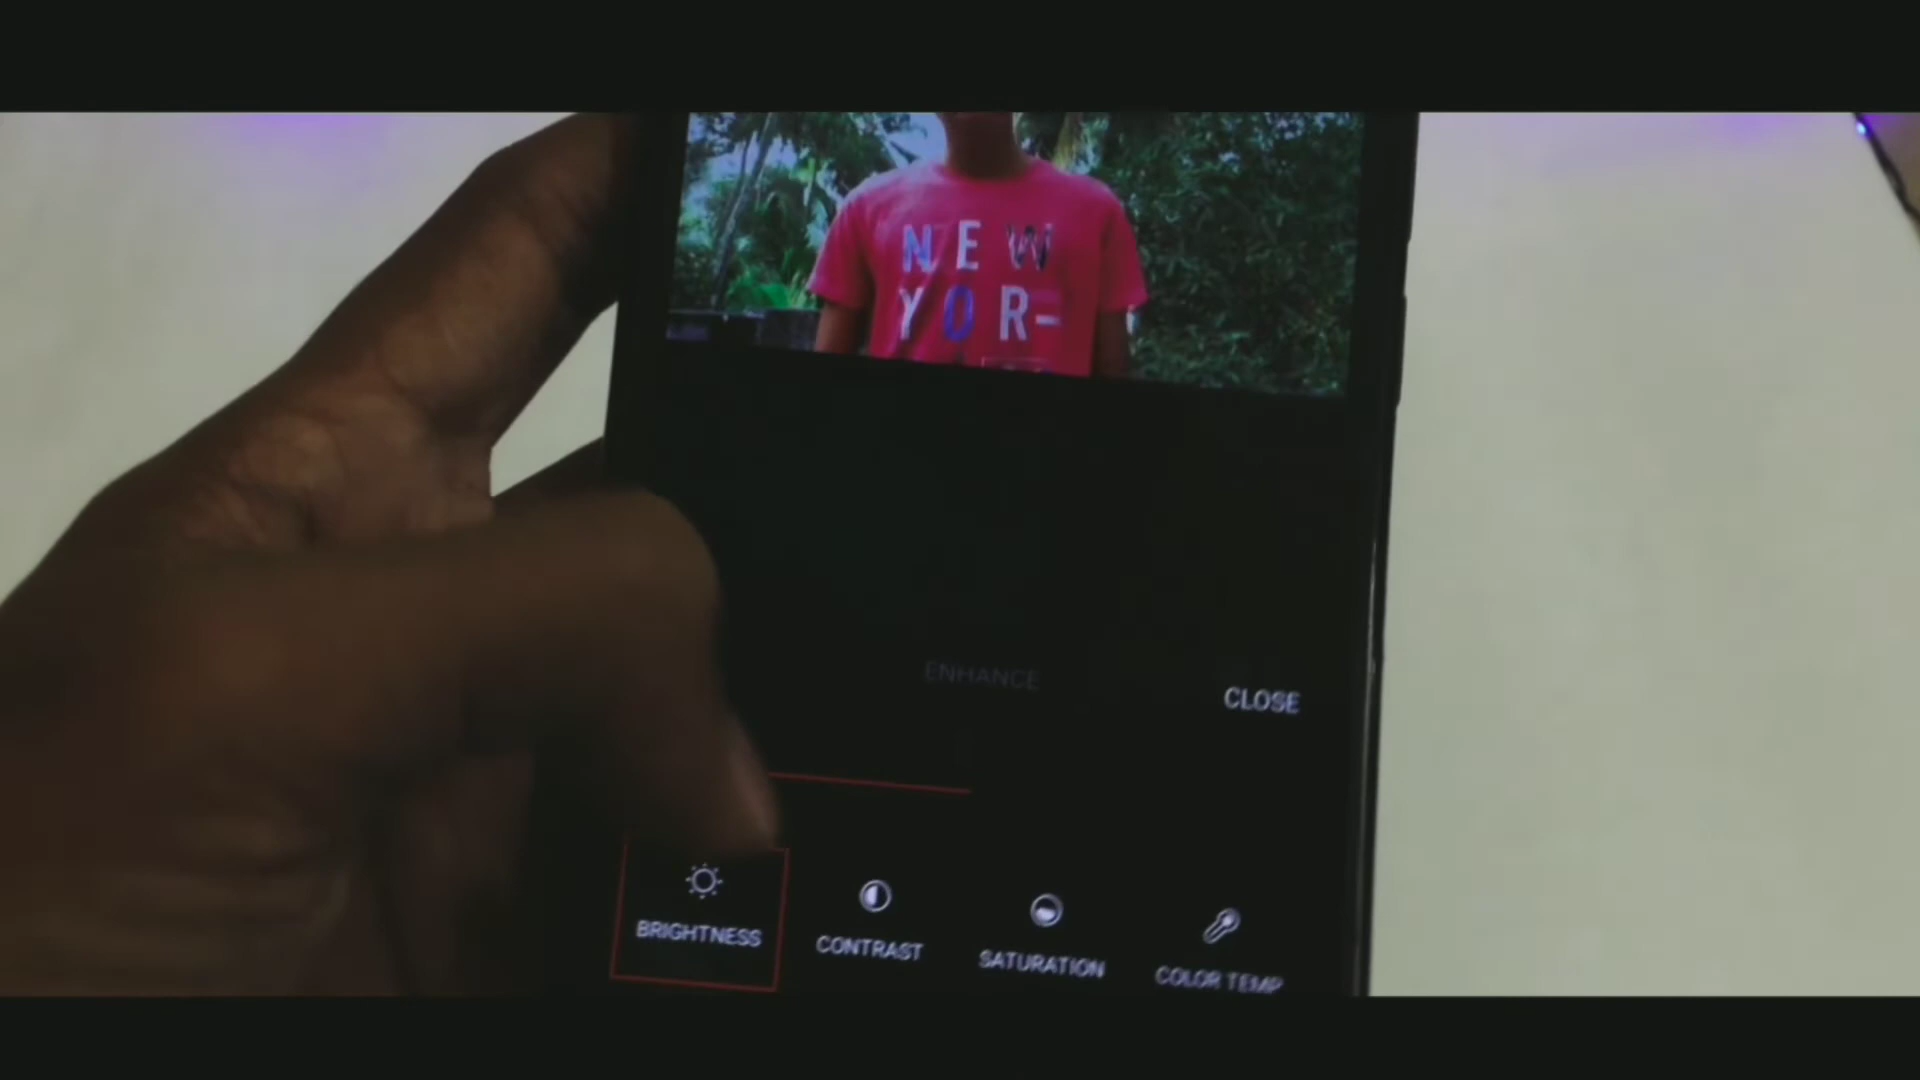 NEW
YOR-
ENHANCE
CLOSE
BRIGHTNESS
CONTRAST
SATURATION
COLOR TEMP